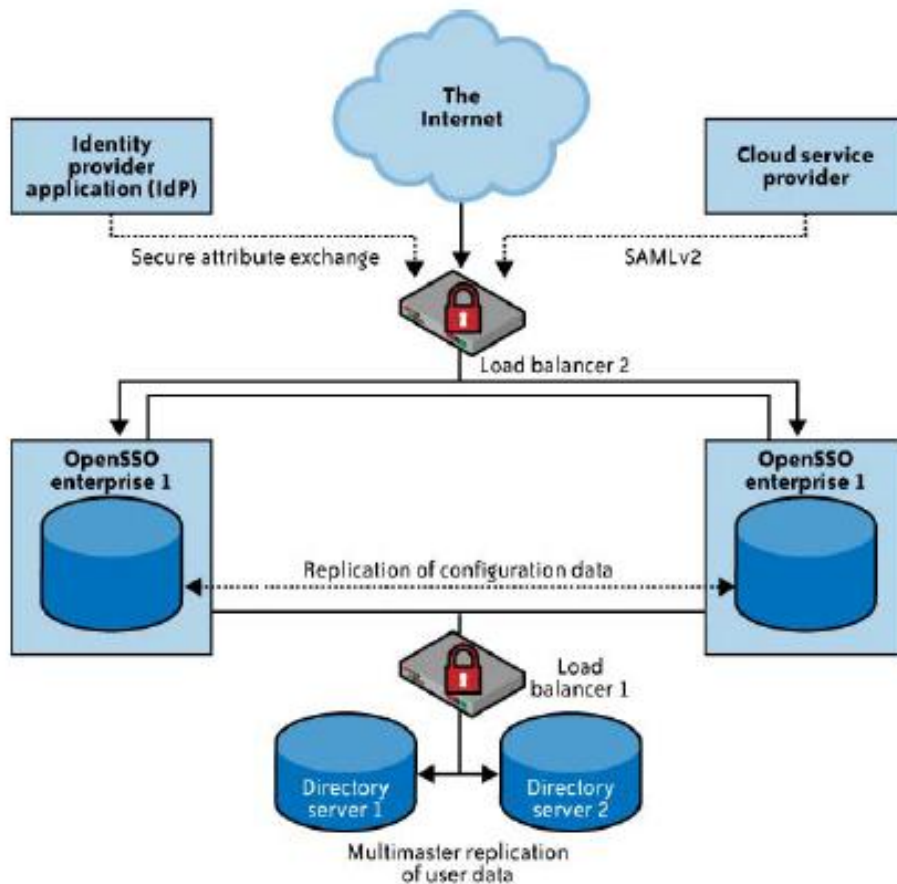 The
Internet
Identity
provider
application (IdP)
Cloud service
provider
Secure attribute exchange
SAMLv2
Load balancer 2
OpenSSO
enterprise 1
OpenSSO
enterprise 1
Replication of configuration data
Load
balancer 1
Directory
server 1
Directory
server 2
Multimaster replication
of user data